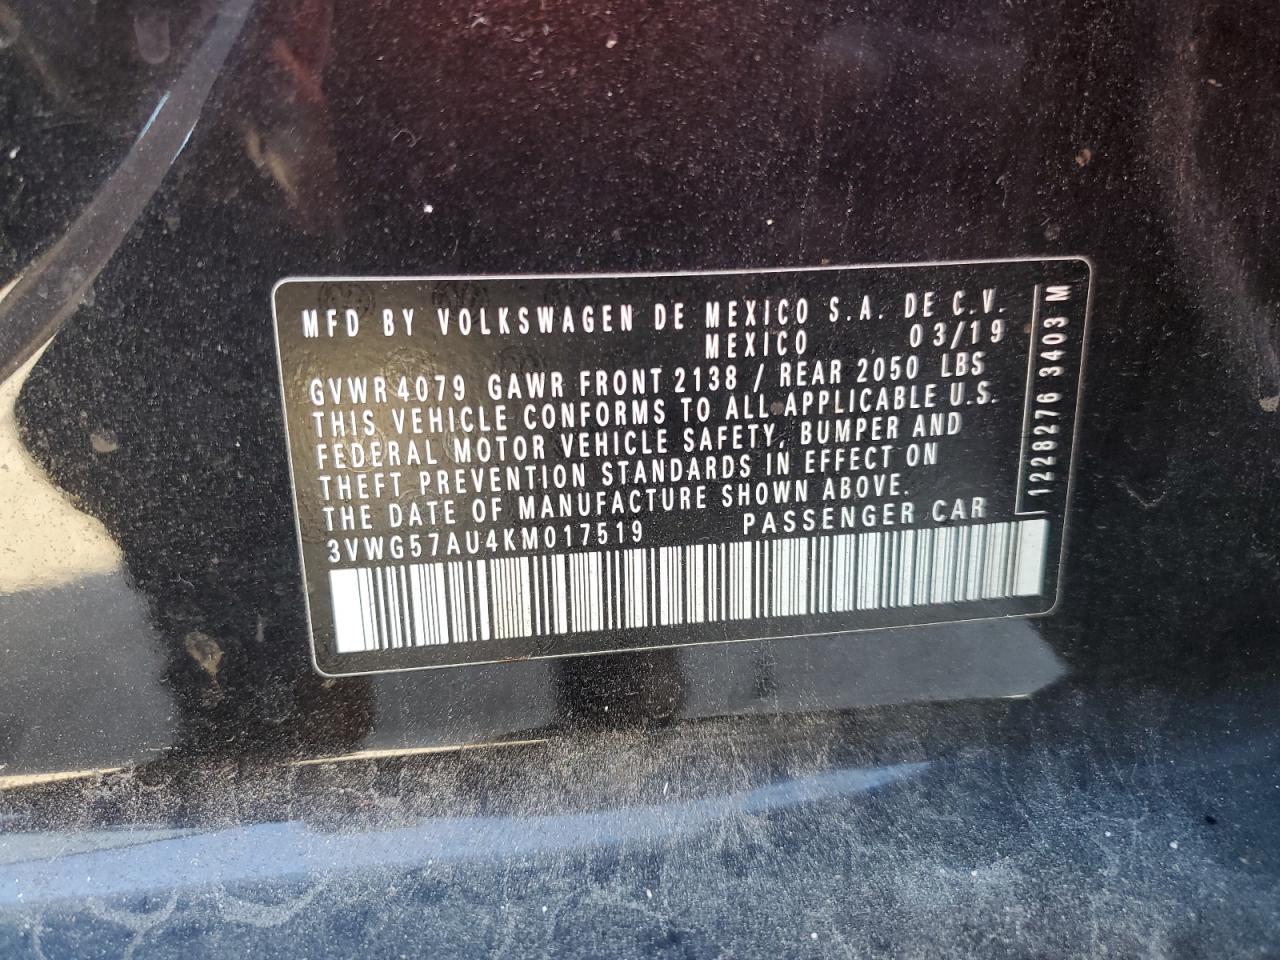 MFD BY VOLKSWAGEN DE MEXICO S.A. DE C.V.
MEXICO 03/19
GVWR 4079 GAWR FRONT 2138 / REAR 2050 LBS
THIS VEHICLE CONFORMS TO ALL APPLICABLE U.S.
FEDERAL MOTOR VEHICLE SAFETY, BUMPER AND
THEFT PREVENTION STANDARDS IN EFFECT ON
THE DATE OF MANUFACTURE SHOWN ABOVE.
3VWG57AU4KM017519 PASSENGER CAR
1228276 3403 M